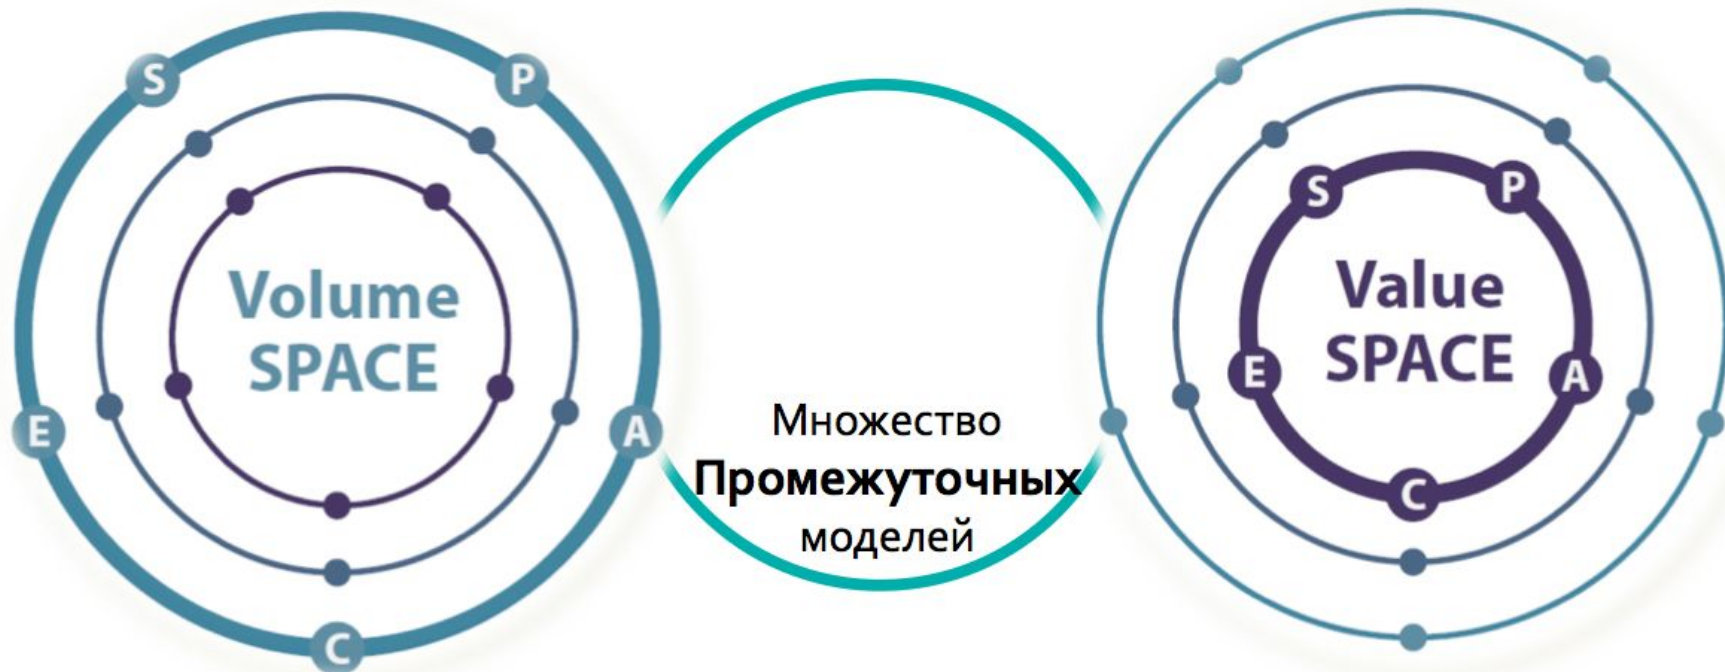 S
P
A
C
E
Volume
SPACE
Множество
Промежуточных
моделей
S
P
A
C
E
Value
SPACE